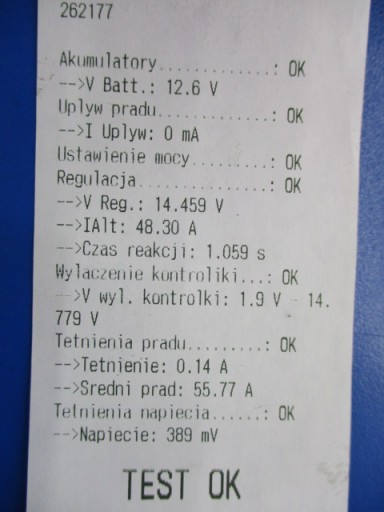 262177
Akumulatory............: OK
-->V Batt.: 12.6 V
Uplyw pradu............: OK
-->I Uplyw: 0 mA
Ustawienie mocy........: OK
Regulacja..............: OK
-->V Reg.: 14.459 V
-->IAlt: 48.30 A
-->Czas reakcji: 1.059 s
Wylaczenie kontroliki...: OK
-->V wyl. kontrolki: 1.9 V - 14.
779 V
Tetnienia pradu........: OK
-->Tetnienie: 0.14 A
-->Sredni prad: 55.77 A
Tetnienia napiecia.....: OK
-->Napiecie: 389 mV
TEST OK